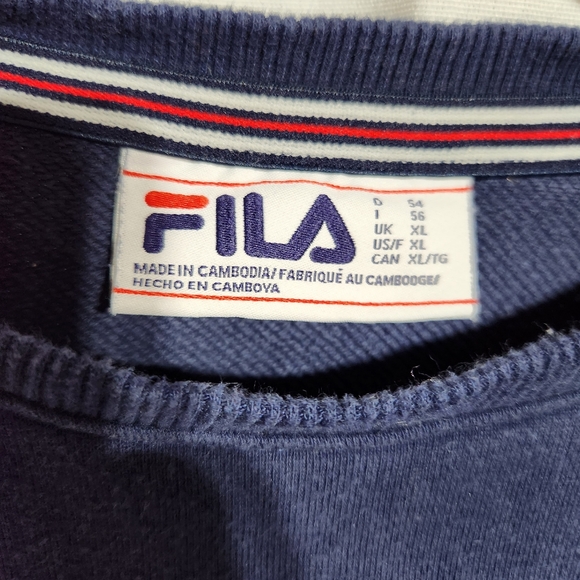 FILA
D 54
I 56
UK XL
US/F XL
CAN XL/TG
MADE IN CAMBODIA/FABRIQUÉ AU CAMBODGE/
HECHO EN CAMBOYA